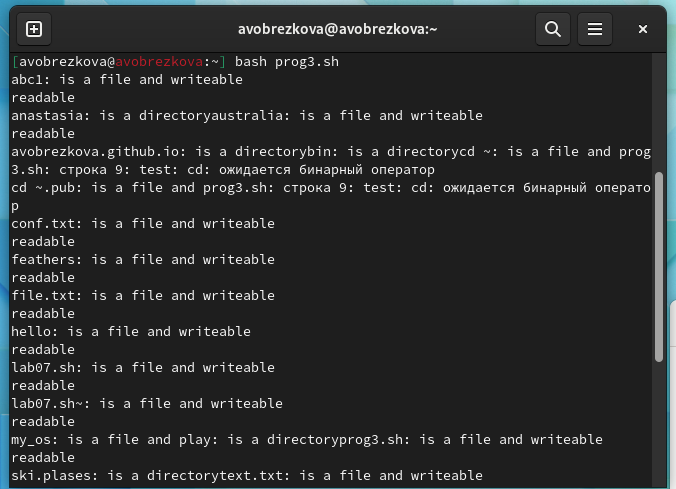 avobrezkova@avobrezkova:~
[avobrezkova@avobrezkova:~] bash prog3.sh
abc1: is a file and writeable
readable
anastasia: is a directoryaustralia: is a file and writeable
readable
avobrezkova.github.io: is a directorybin: is a directorycd ~: is a file and prog
3.sh: строка 9: test: cd: ожидается бинарный оператор
cd ~.pub: is a file and prog3.sh: строка 9: test: cd: ожидается бинарный операто
р
conf.txt: is a file and writeable
readable
feathers: is a file and writeable
readable
file.txt: is a file and writeable
readable
hello: is a file and writeable
readable
lab07.sh: is a file and writeable
readable
lab07.sh~: is a file and writeable
readable
my_os: is a file and play: is a directoryprog3.sh: is a file and writeable
readable
ski.plases: is a directorytext.txt: is a file and writeable